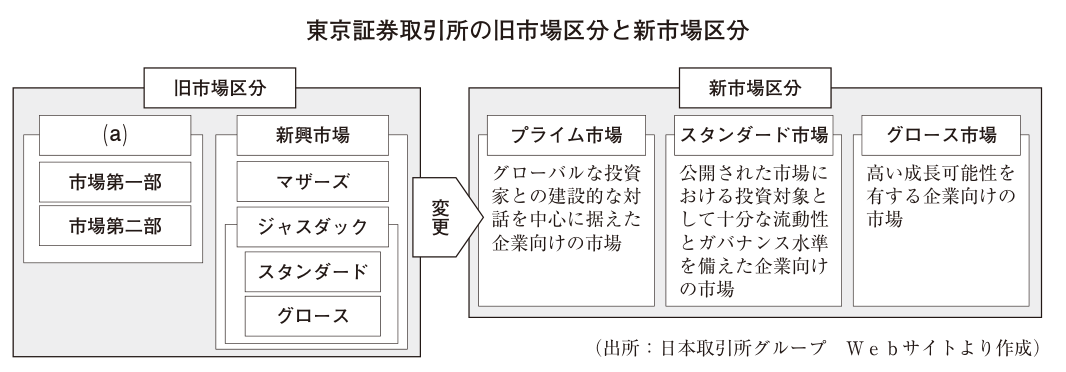 東京証券取引所の旧市場区分と新市場区分
旧市場区分
(a)
市場第一部
市場第二部
新興市場
マザーズ
ジャスダック
スタンダード
グロース
変更
新市場区分
プライム市場
グローバルな投資
家との建設的な対
話を中心に据えた
企業向けの市場
スタンダード市場
公開された市場に
おける投資対象と
して十分な流動性
とガバナンス水準
を備えた企業向け
の市場
グロース市場
高い成長可能性を
有する企業向けの
市場
（出所：日本取引所グループ　Ｗｅｂサイトより作成）